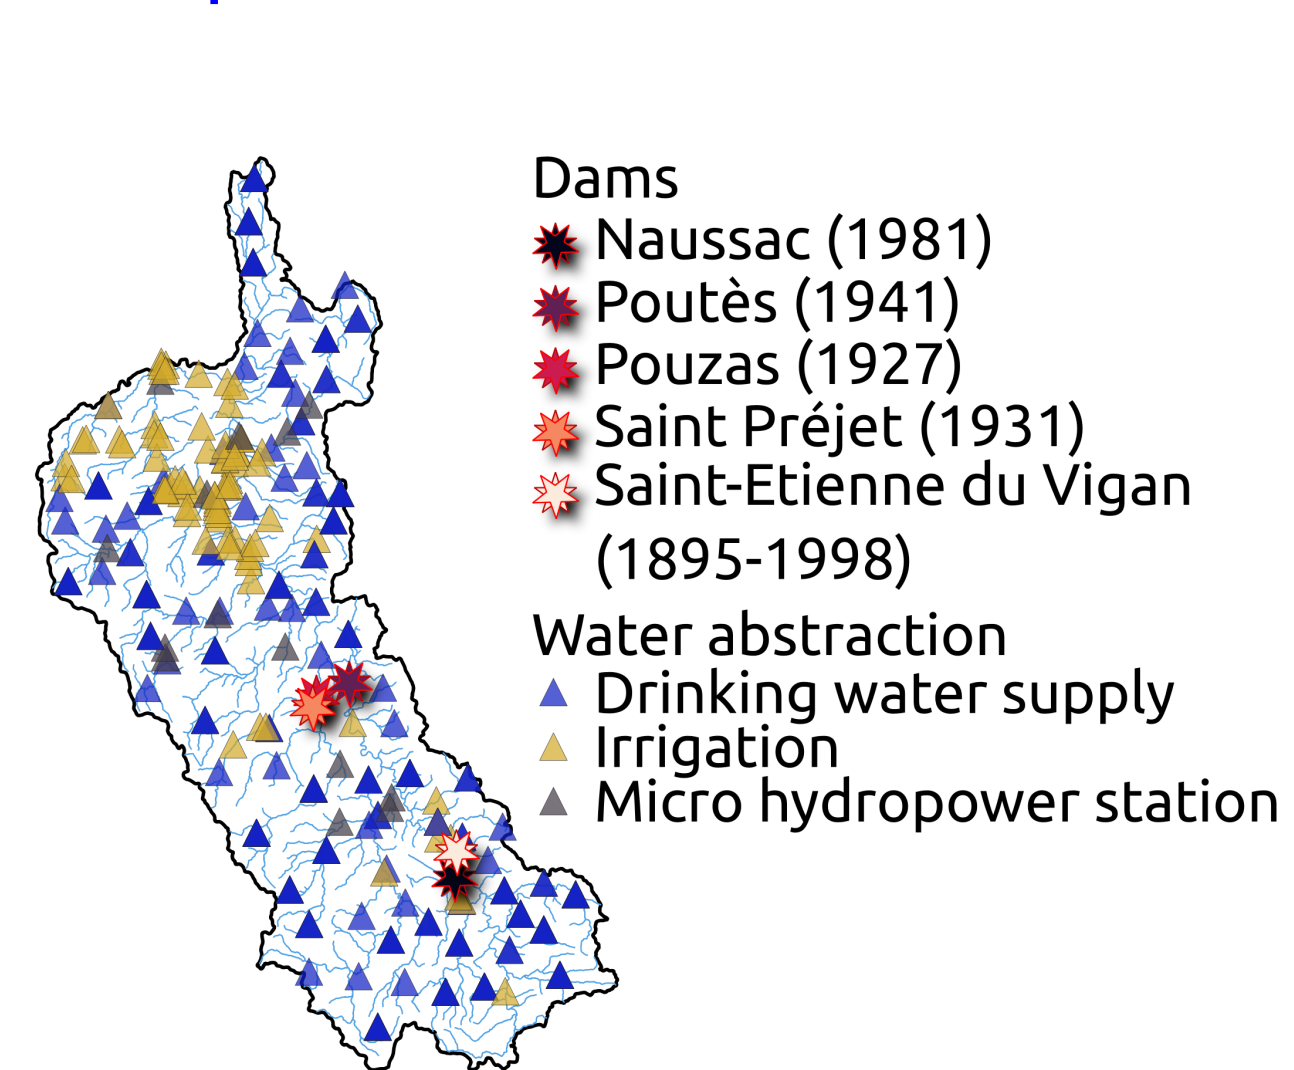 Dams
Naussac (1981)
Poutès (1941)
Pouzas (1927)
Saint Préjet (1931)
Saint-Etienne du Vigan
(1895-1998)
Water abstraction
Drinking water supply
Irrigation
Micro hydropower station